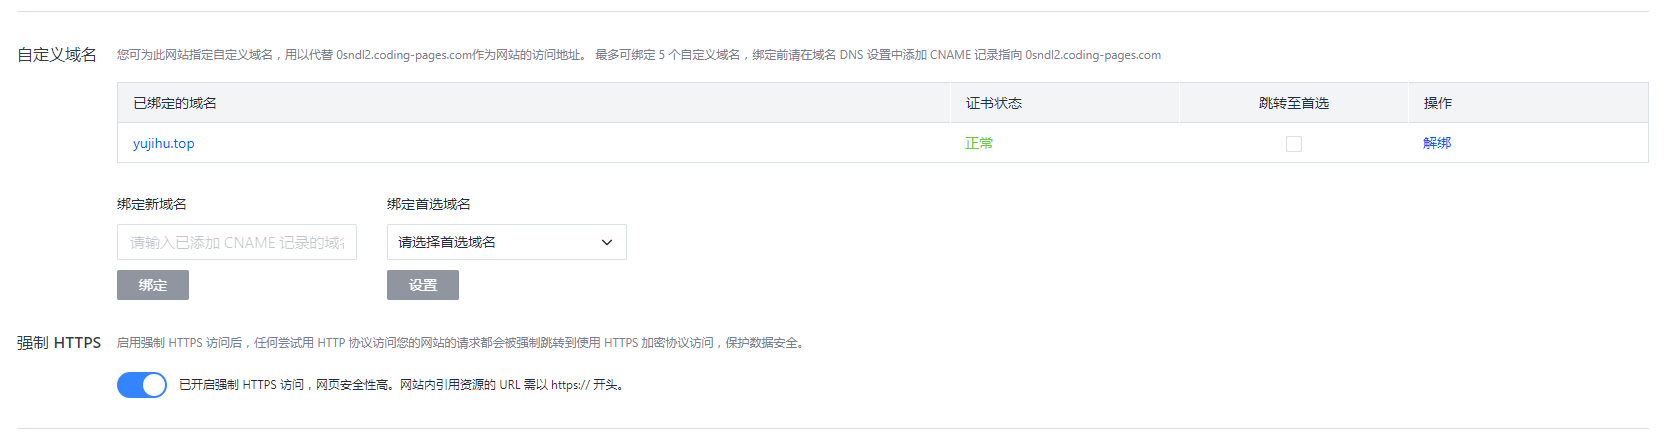 自定义域名 您可为此网站指定自定义域名，用以代替 0sndl2.coding-pages.com作为网站的访问地址。 最多可绑定 5 个自定义域名，绑定前请在域名 DNS 设置中添加 CNAME 记录指向 0sndl2.coding-pages.com
已绑定的域名 证书状态 跳转至首选 操作
yujihu.top 正常 解绑
绑定新域名 绑定首选域名
请输入已添加 CNAME 记录的域名 请选择首选域名
绑定 设置
强制 HTTPS 启用强制 HTTPS 访问后，任何尝试用 HTTP 协议访问您的网站的请求都会被强制跳转到使用 HTTPS 加密协议访问，保护数据安全。
已开启强制 HTTPS 访问，网页安全性高。网站内引用资源的 URL 需以 https:// 开头。